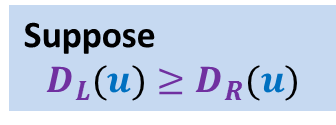 Suppose
D_L(u) ≥ D_R(u)